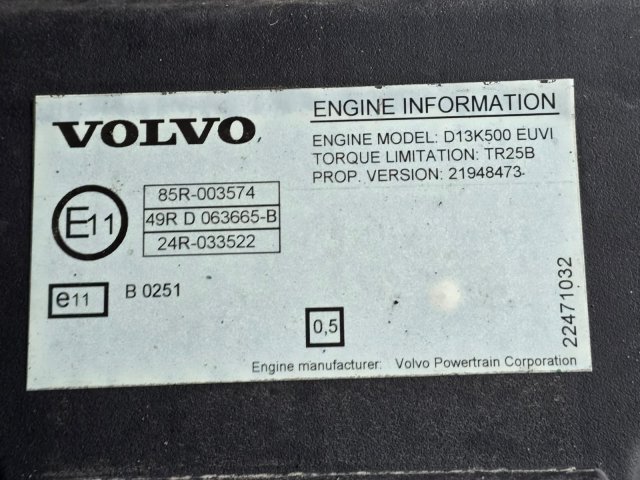 VOLVO
ENGINE INFORMATION
ENGINE MODEL: D13K500 EUVI
TORQUE LIMITATION: TR25B
PROP. VERSION: 21948473
E11
85R-003574
49R D 063665-B
24R-033522
e11
B 0251
0,5
22471032
Engine manufacturer: Volvo Powertrain Corporation